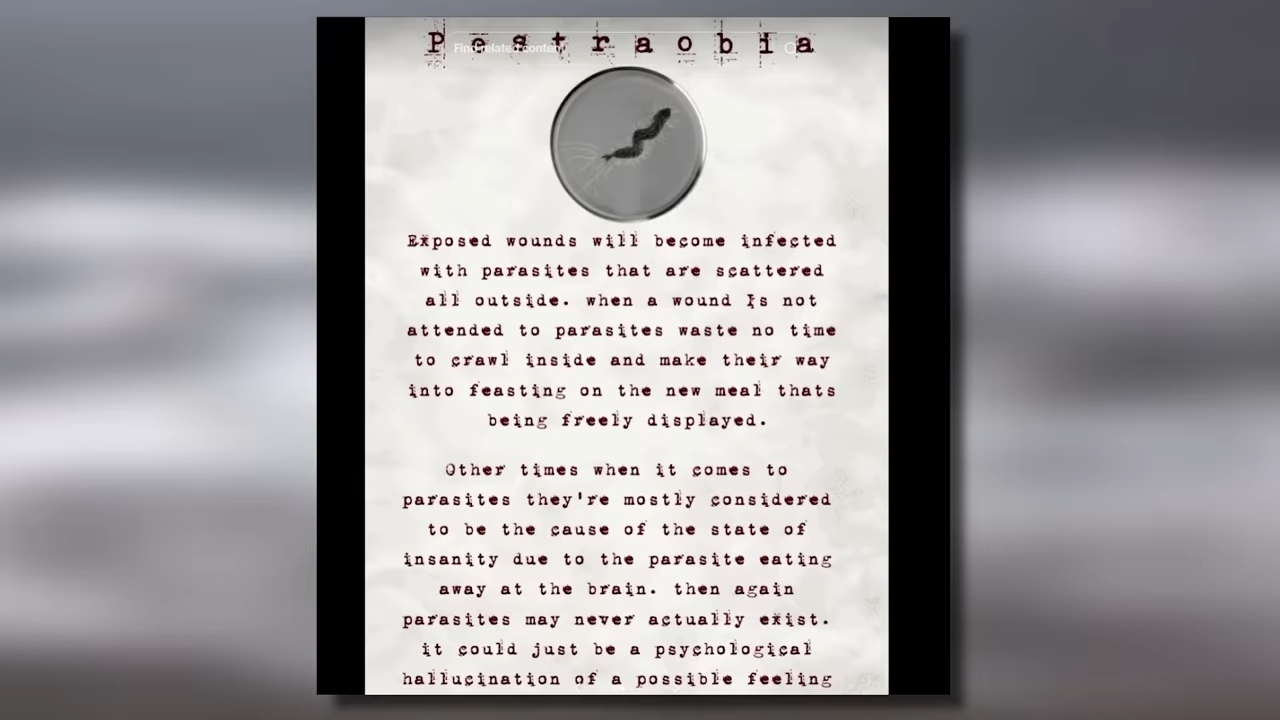 Pestraobia
Find related content
Exposed wounds will become infected
with parasites that are scattered
all outside. when a wound Is not
attended to parasites waste no time
to crawl inside and make their way
into feasting on the new meal thats
being freely displayed.
Other times when it comes to
parasites they're mostly considered
to be the cause of the state of
insanity due to the parasite eating
away at the brain. then again
parasites may never actually exist.
it could just be a psychological
hallucination of a possible feeling